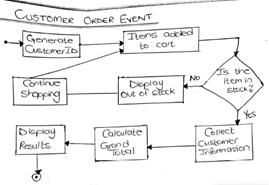 CUSTOMER ORDER EVENT
Generate
CustomerID
Items added
to cart
Is the
Item in
stock?
No
Display
Out of stock
Continue
Shopping
Yes
Collect
Customer
Information
Calculate
Grand
Total
Display
Results